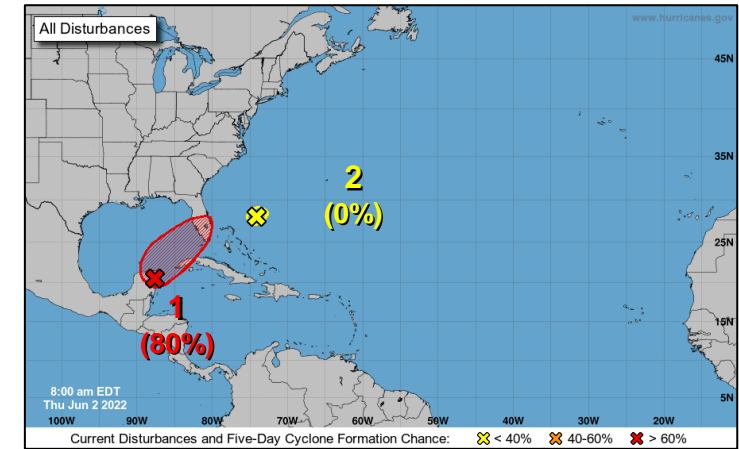 All Disturbances
www.hurricanes.gov
45N
35N
2
(0%)
25N
1
(80%)
15N
8:00 am EDT
Thu Jun 2 2022
5N
100W 90W 80W 70W 60W 50W 40W 30W 20W
Current Disturbances and Five-Day Cyclone Formation Chance: < 40% 40-60% > 60%